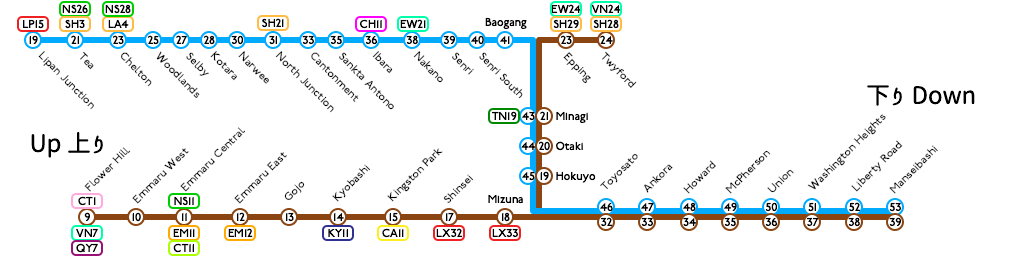 NS26 NS28 EW24 VN24
LP15 SH3 LA4 SH21 CH11 EW21 Baogang SH29 SH28
19 21 23 25 27 28 30 31 33 35 36 38 39 40 41 23 24
Lipan Junction
Tea
Chelton
Woodlands
Selby
Kotara
Narwee
North Junction
Cantonment
Sankta Antono
Ibara
Nakano
Senri
Senri South
Epping
Twyford
下り Down
TN19 43 21 Minagi
Up 上り
44 20 Otaki
45 19 Hokuyo
Flower Hill
Emmaru West
Emmaru Central
Emmaru East
Gojo
Kyobashi
Kingston Park
Shinsei
Mizuna
Toyosato
Ankora
Howard
McPherson
Union
Washington Heights
Liberty Road
Manseibashi
CT1 NS11
46 47 48 49 50 51 52 53
9 10 11 12 13 14 15 17 18 32 33 34 35 36 37 38 39
VN7 EM11 EM12 KY11 CA11 LX32 LX33
QY7 CT11